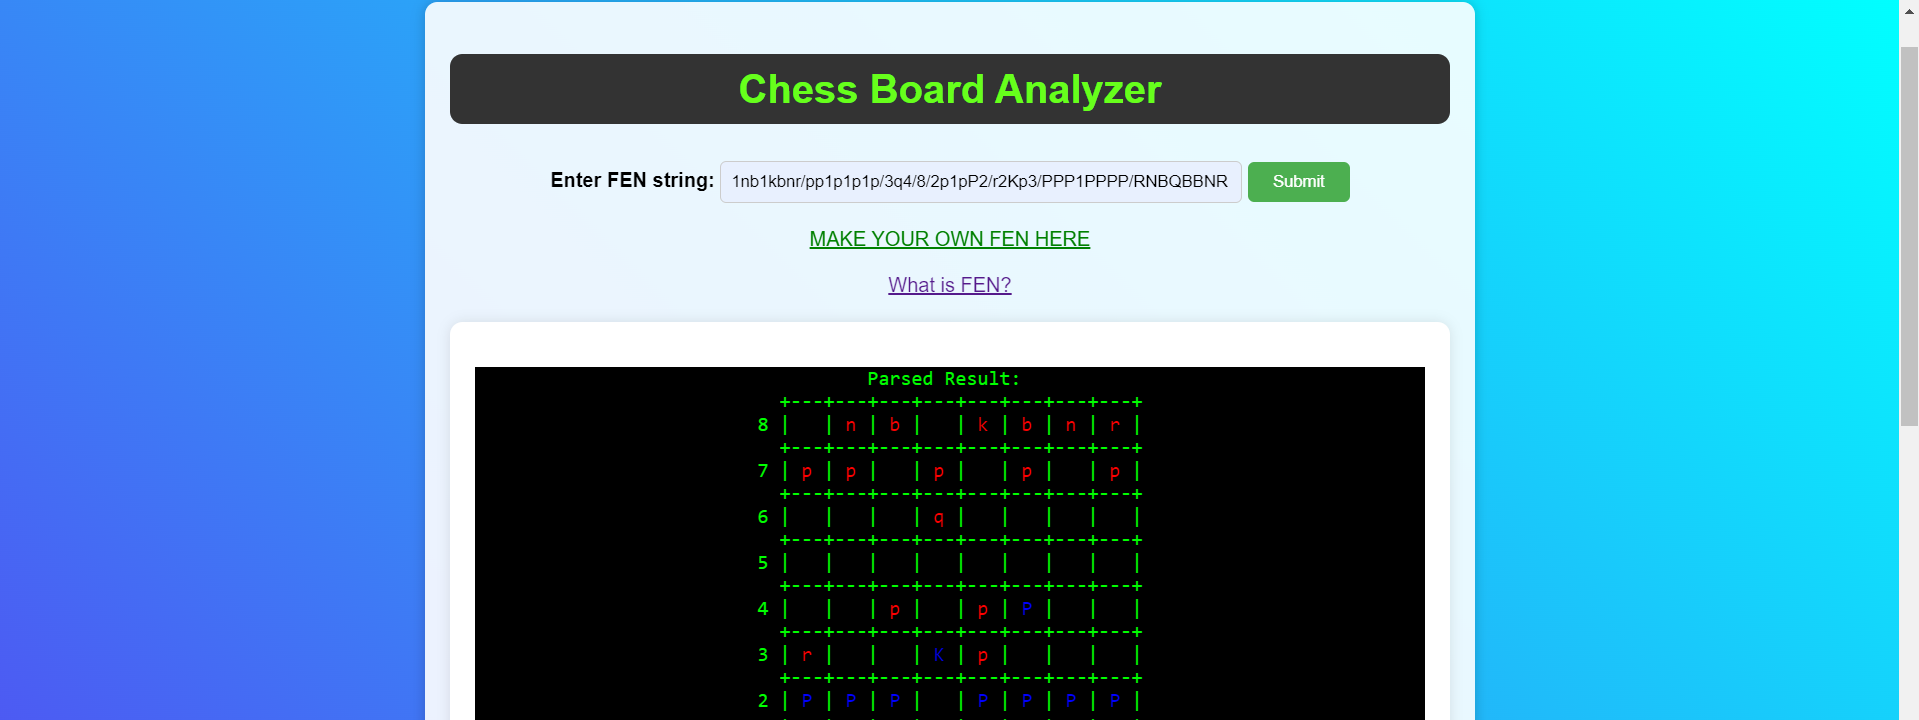 Chess Board Analyzer
Enter FEN string: 1nb1kbnr/pp1p1p1p/3q4/8/2p1pP2/r2Kp3/PPP1PPPP/RNBQBBNR Submit
MAKE YOUR OWN FEN HERE
What is FEN?
Parsed Result:
+---+---+---+---+---+---+---+---+
8 |   | n | b |   | k | b | n | r |
+---+---+---+---+---+---+---+---+
7 | p | p |   | p |   | p |   | p |
+---+---+---+---+---+---+---+---+
6 |   |   |   | q |   |   |   |   |
+---+---+---+---+---+---+---+---+
5 |   |   |   |   |   |   |   |   |
+---+---+---+---+---+---+---+---+
4 |   |   | p |   | p | P |   |   |
+---+---+---+---+---+---+---+---+
3 | r |   |   | K | p |   |   |   |
+---+---+---+---+---+---+---+---+
2 | P | P | P |   | P | P | P | P |